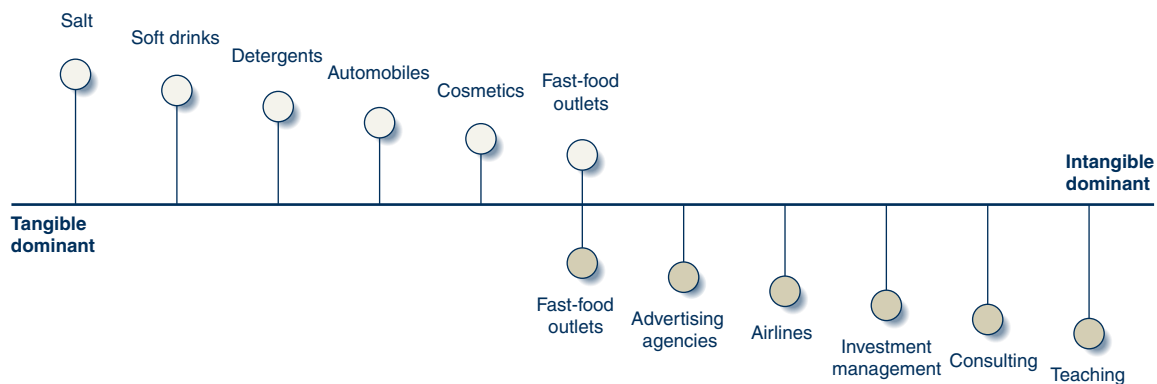 Salt
Soft drinks
Detergents
Automobiles
Cosmetics
Fast-food
outlets
Intangible
dominant
Tangible
dominant
Fast-food
outlets
Advertising
agencies
Airlines
Investment
management
Consulting
Teaching